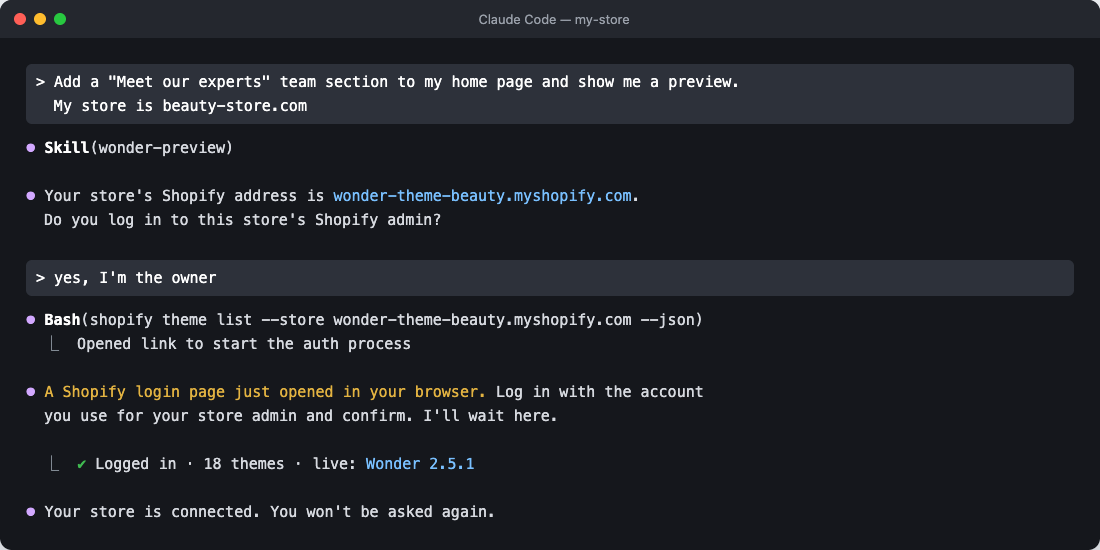 Claude Code — my-store
> Add a "Meet our experts" team section to my home page and show me a preview.
My store is beauty-store.com
● Skill(wonder-preview)
● Your store's Shopify address is wonder-theme-beauty.myshopify.com.
Do you log in to this store's Shopify admin?
> yes, I'm the owner
● Bash(shopify theme list --store wonder-theme-beauty.myshopify.com --json)
⎿ Opened link to start the auth process
● A Shopify login page just opened in your browser. Log in with the account
you use for your store admin and confirm. I'll wait here.
⎿ ✔ Logged in · 18 themes · live: Wonder 2.5.1
● Your store is connected. You won't be asked again.